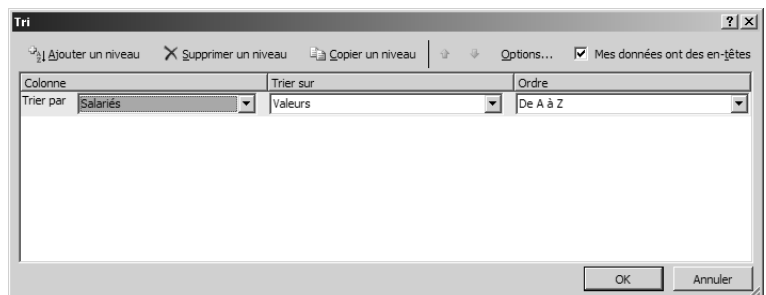 Tri
Ajouter un niveau Supprimer un niveau Copier un niveau Options... Mes données ont des en-têtes
Colonne Trier sur Ordre
Trier par Salariés Valeurs De A à Z
OK Annuler